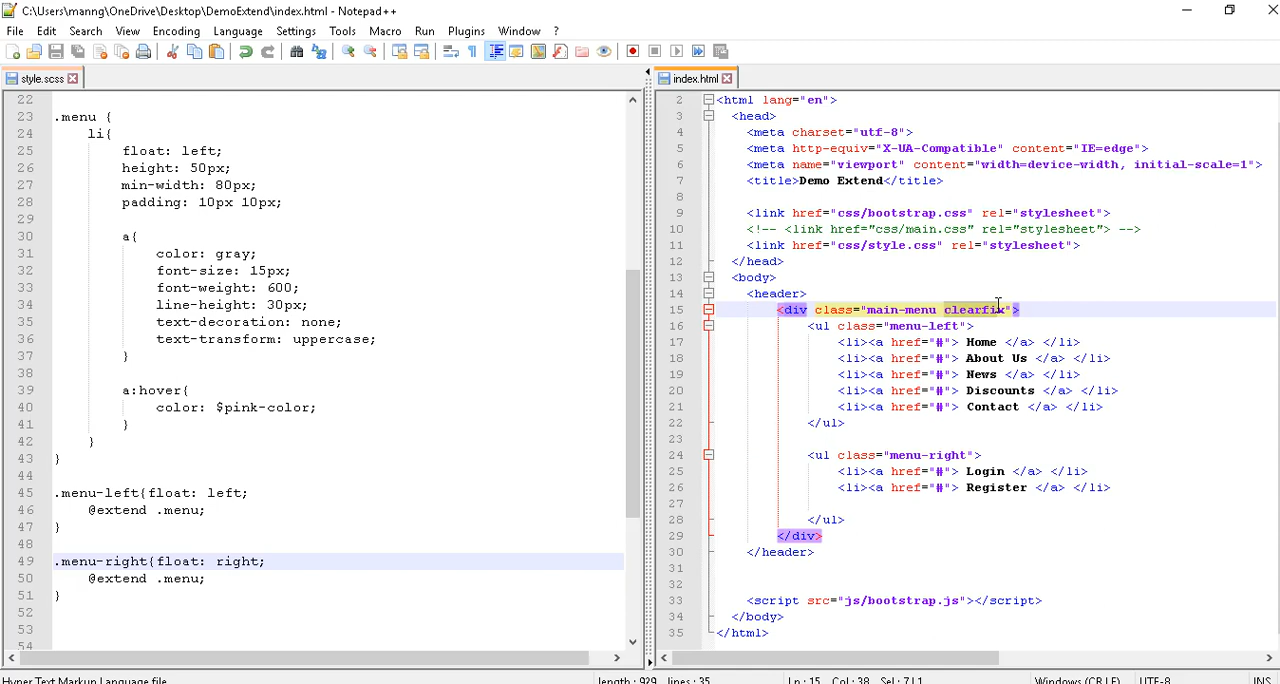 C:\Users\manng\OneDrive\Desktop\DemoExtend\index.html - Notepad++
File Edit Search View Encoding Language Settings Tools Macro Run Plugins Window ?
style.scss
22
23 .menu {
24 li{
25 float: left;
26 height: 50px;
27 min-width: 80px;
28 padding: 10px 10px;
29
30 a{
31 color: gray;
32 font-size: 15px;
33 font-weight: 600;
34 line-height: 30px;
35 text-decoration: none;
36 text-transform: uppercase;
37 }
38
39 a:hover{
40 color: $pink-color;
41 }
42 }
43 }
44
45 .menu-left{float: left;
46 @extend .menu;
47 }
48
49 .menu-right{float: right;
50 @extend .menu;
51 }
52
53
54
index.html
2 <html lang="en">
3 <head>
4 <meta charset="utf-8">
5 <meta http-equiv="X-UA-Compatible" content="IE=edge">
6 <meta name="viewport" content="width=device-width, initial-scale=1">
7 <title>Demo Extend</title>
8
9 <link href="css/bootstrap.css" rel="stylesheet">
10 <!-- <link href="css/main.css" rel="stylesheet"> -->
11 <link href="css/style.css" rel="stylesheet">
12 </head>
13 <body>
14 <header>
15 <div class="main-menu clearfix">
16 <ul class="menu-left">
17 <li><a href="#"> Home </a> </li>
18 <li><a href="#"> About Us </a> </li>
19 <li><a href="#"> News </a> </li>
20 <li><a href="#"> Discounts </a> </li>
21 <li><a href="#"> Contact </a> </li>
22 </ul>
23
24 <ul class="menu-right">
25 <li><a href="#"> Login </a> </li>
26 <li><a href="#"> Register </a> </li>
27
28 </ul>
29 </div>
30 </header>
31
32
33 <script src="js/bootstrap.js"></script>
34 </body>
35 </html>
Hyper Text Markup Language file length : 929 lines : 35 Ln : 15 Col : 38 Sel : 7 | 1 Windows (CR LF) UTF-8 INS